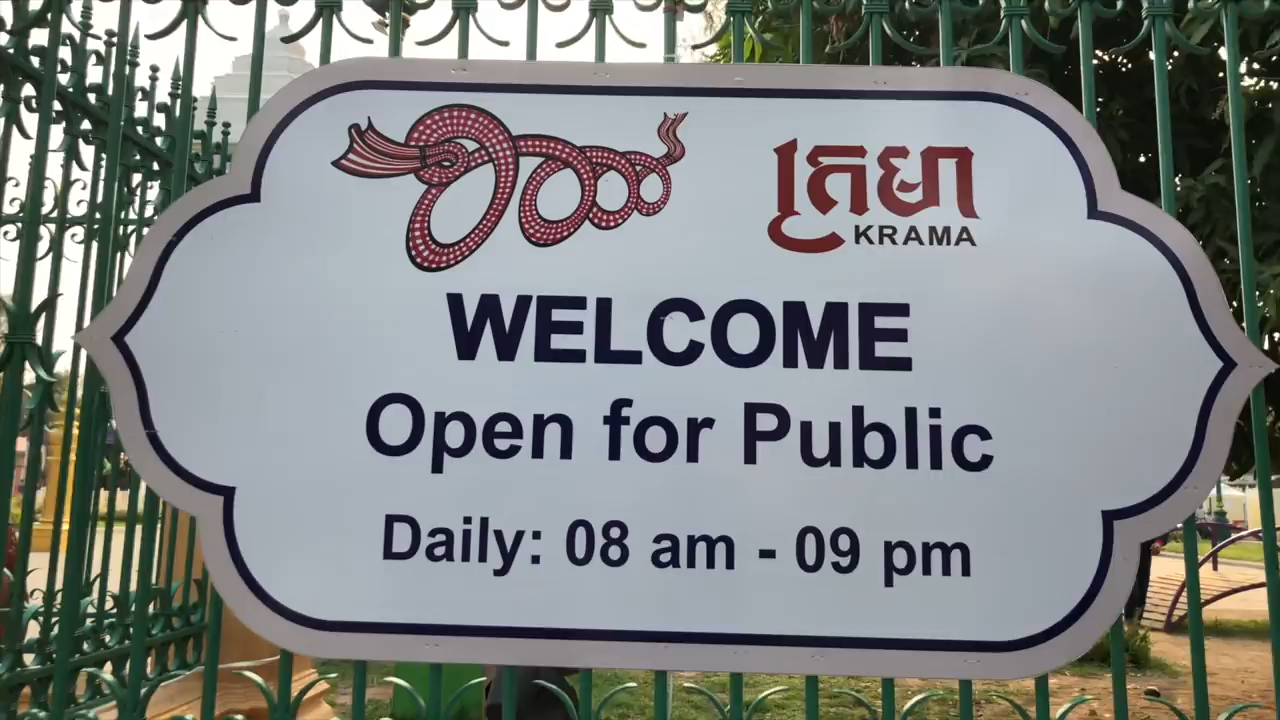 ក្រមា
KRAMA
WELCOME
Open for Public
Daily: 08 am - 09 pm